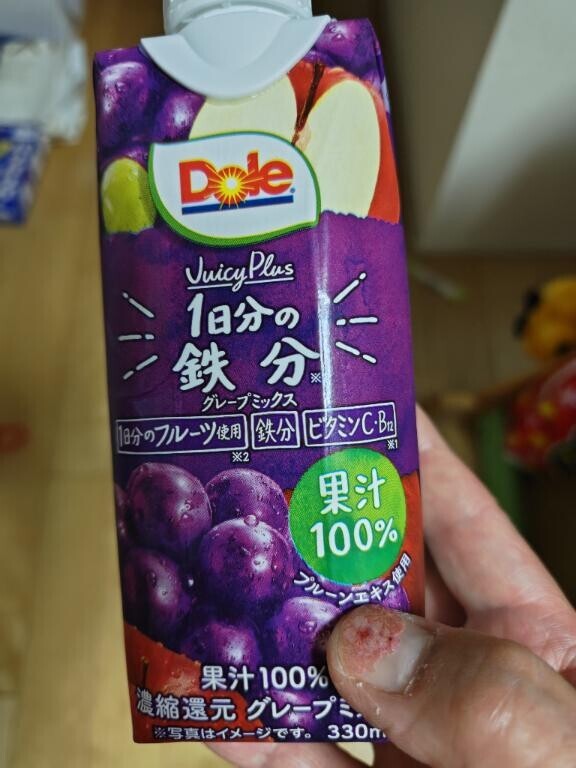 Dole
Juicy Plus
1日分の
鉄分※
グレープミックス
1日分のフルーツ使用 鉄分 ビタミンC・B12
※2 ※1
果汁
100%
プルーンエキス使用
果汁100%
濃縮還元 グレープミ
※写真はイメージです。 330m